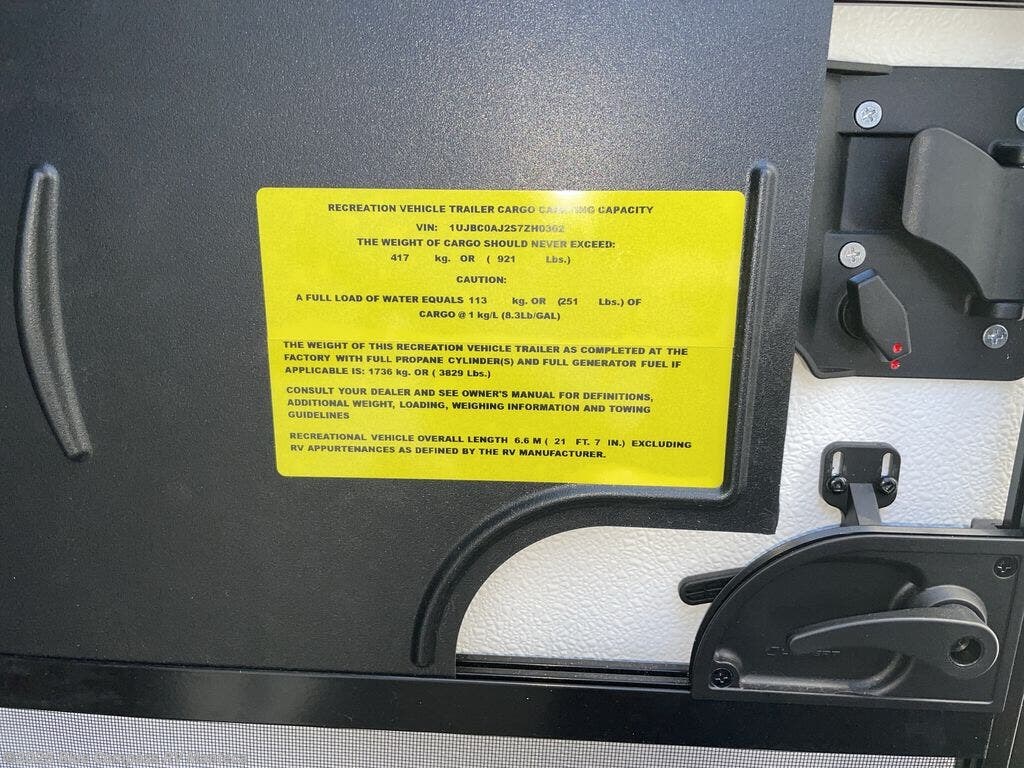 RECREATION VEHICLE TRAILER CARGO CARRYING CAPACITY
VIN: 1UJBC0AJ2S7ZH0302
THE WEIGHT OF CARGO SHOULD NEVER EXCEED:
417 kg. OR ( 921 Lbs.)
CAUTION:
A FULL LOAD OF WATER EQUALS 113 kg. OR (251 Lbs.) OF
CARGO @ 1 kg/L (8.3Lb/GAL)
THE WEIGHT OF THIS RECREATION VEHICLE TRAILER AS COMPLETED AT THE
FACTORY WITH FULL PROPANE CYLINDER(S) AND FULL GENERATOR FUEL IF
APPLICABLE IS: 1736 kg. OR ( 3829 Lbs.)
CONSULT YOUR DEALER AND SEE OWNER'S MANUAL FOR DEFINITIONS,
ADDITIONAL WEIGHT, LOADING, WEIGHING INFORMATION AND TOWING
GUIDELINES
RECREATIONAL VEHICLE OVERALL LENGTH 6.6 M ( 21 FT. 7 IN.) EXCLUDING
RV APPURTENANCES AS DEFINED BY THE RV MANUFACTURER.